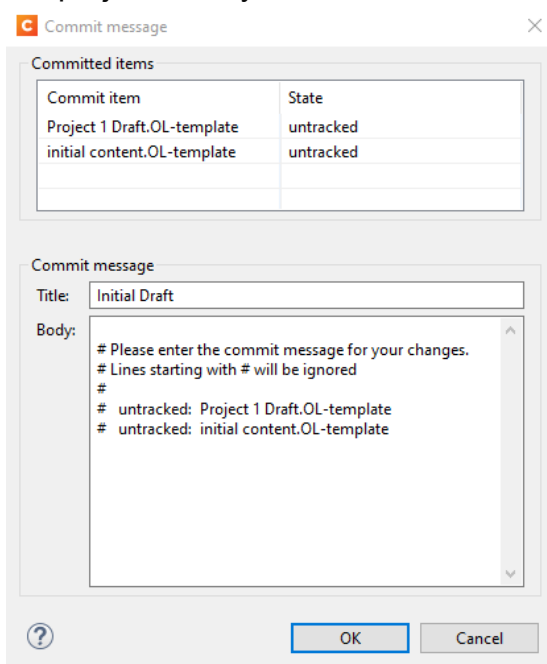 C Commit message
Committed items
Commit item State
Project 1 Draft.OL-template untracked
initial content.OL-template untracked
Commit message
Title: Initial Draft
Body:
# Please enter the commit message for your changes.
# Lines starting with # will be ignored
#
# untracked: Project 1 Draft.OL-template
# untracked: initial content.OL-template
?
OK Cancel